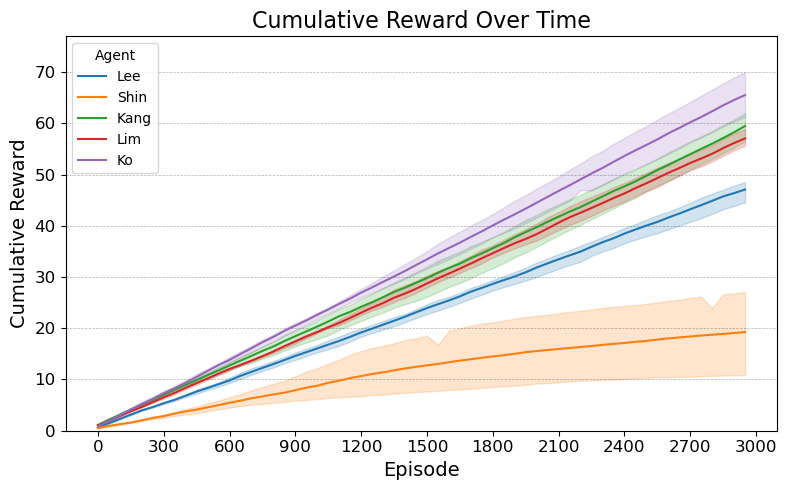 Cumulative Reward Over Time
Cumulative Reward
70
60
50
40
30
20
10
0
Agent
Lee
Shin
Kang
Lim
Ko
0 300 600 900 1200 1500 1800 2100 2400 2700 3000
Episode